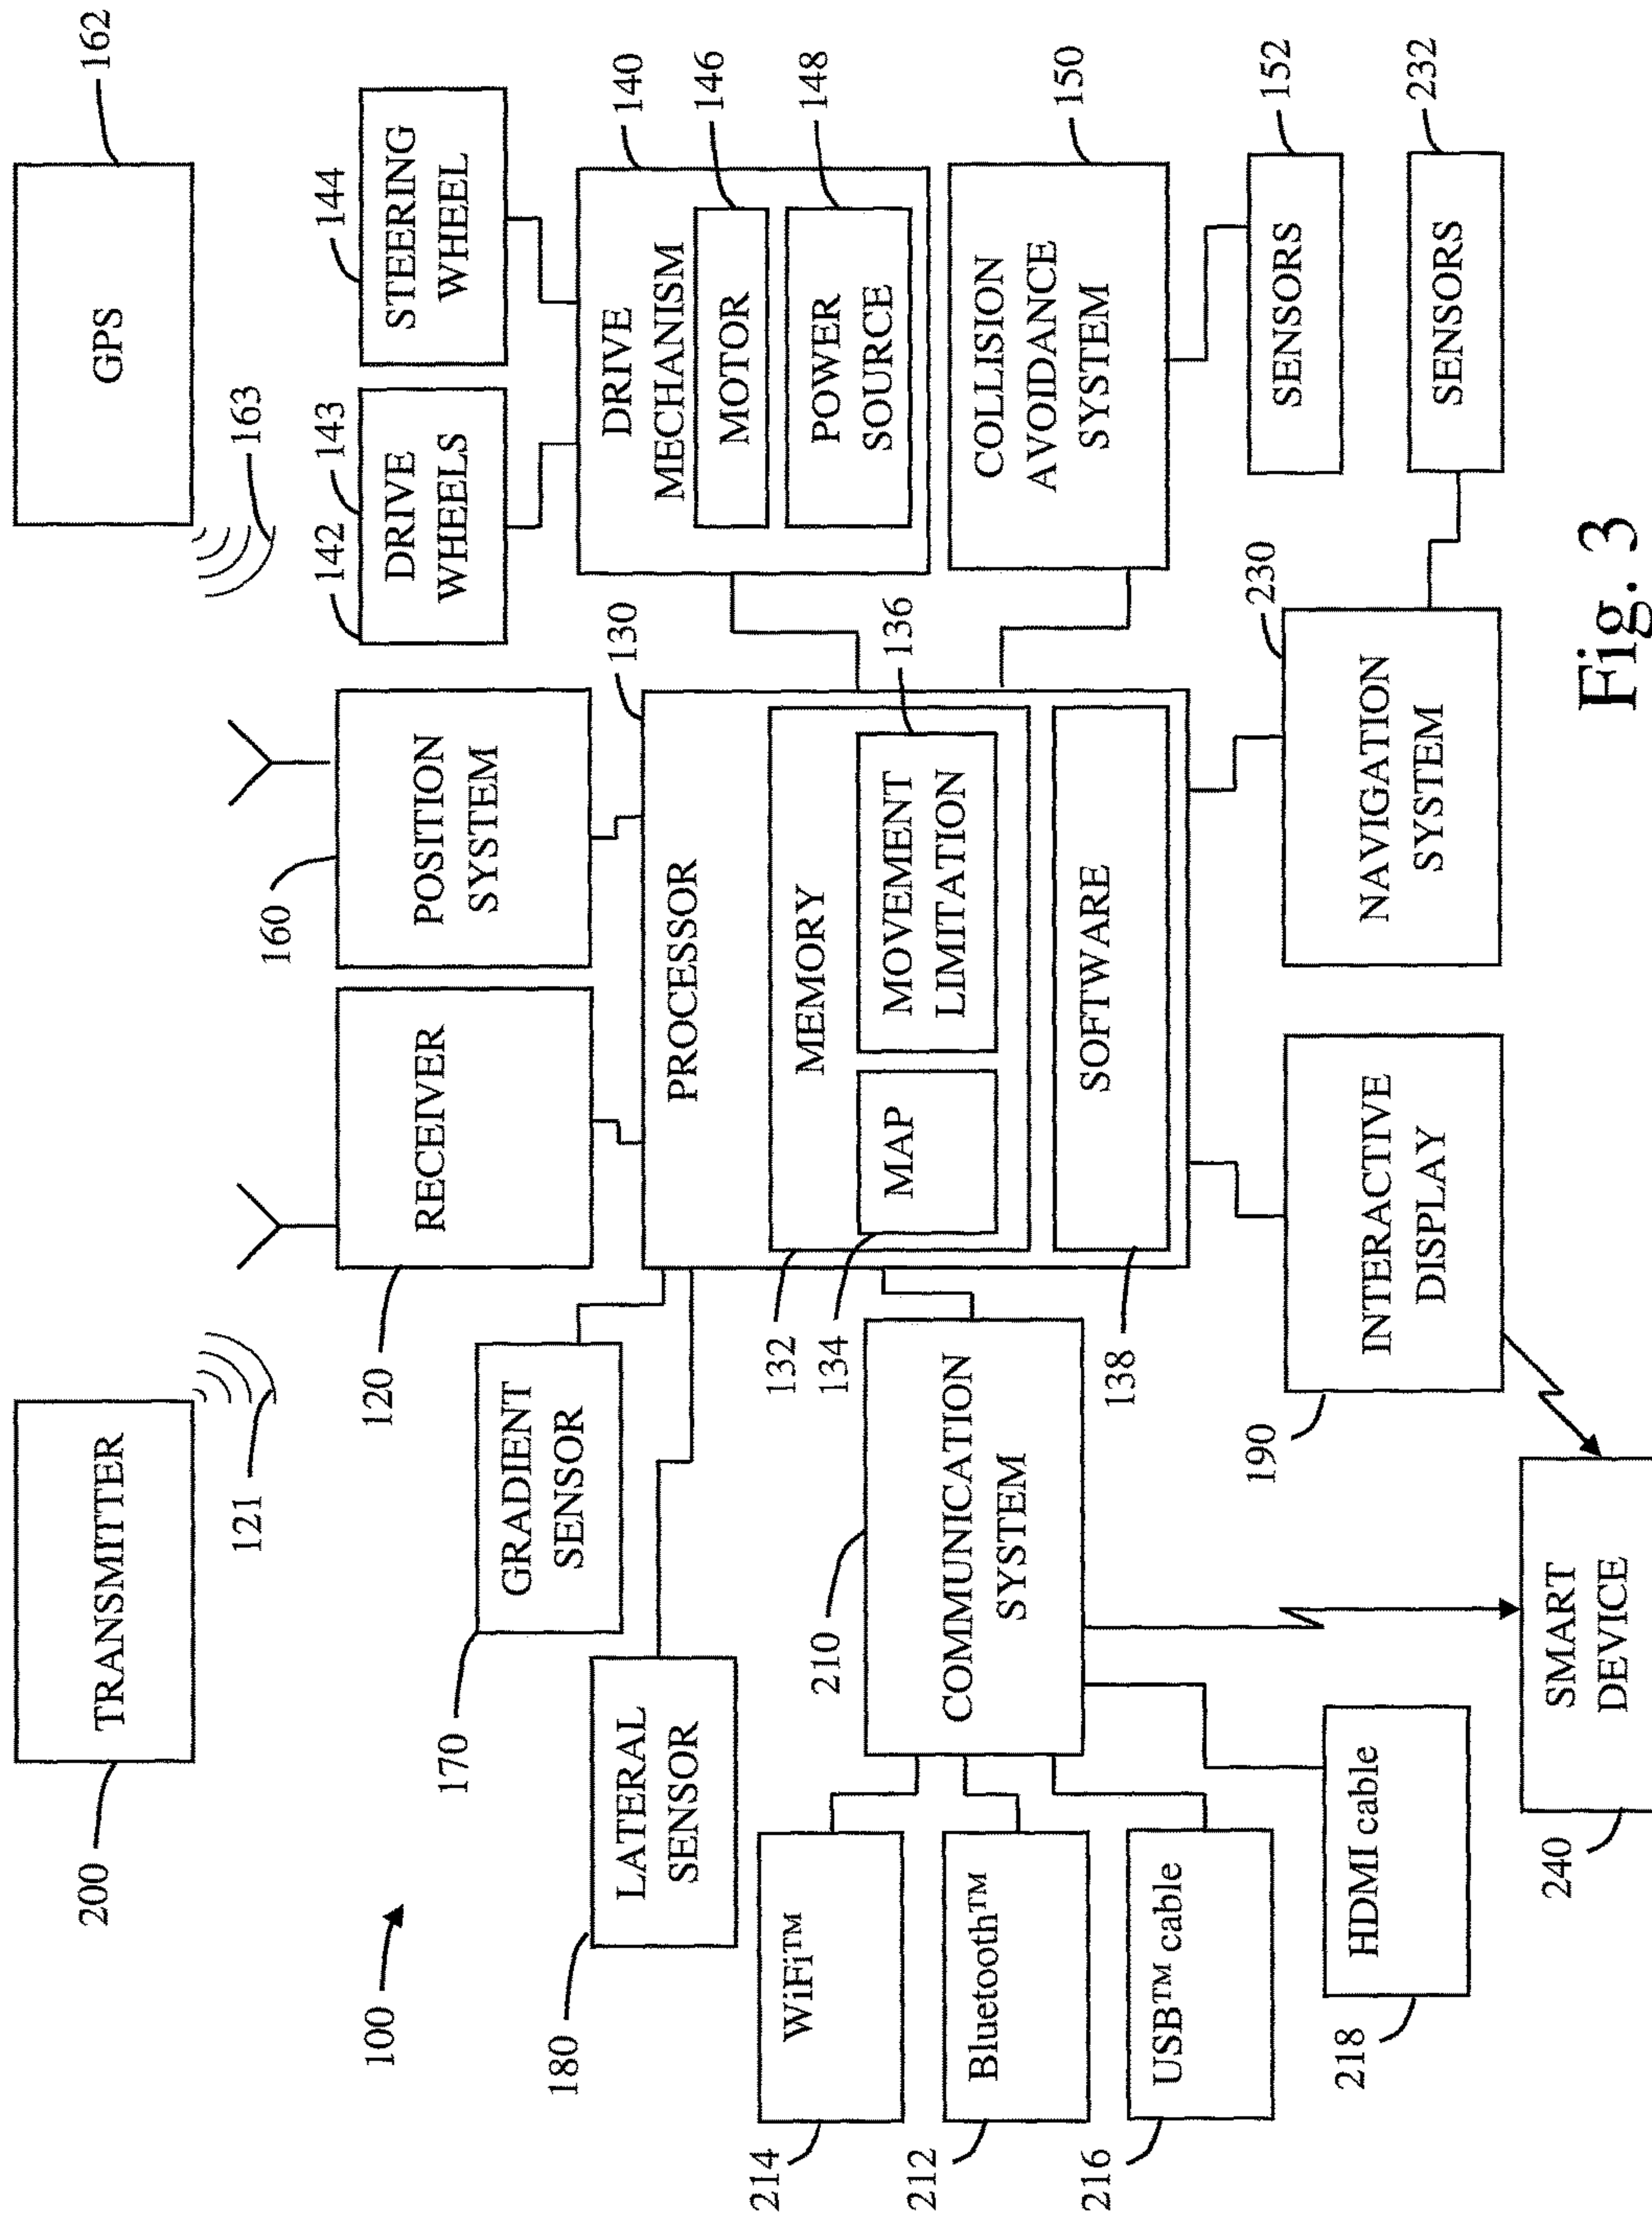 200
TRANSMITTER
121
GPS
162
163
100
120
RECEIVER
160
POSITION
SYSTEM
142
143
DRIVE
WHEELS
144
STEERING
WHEEL
170
GRADIENT
SENSOR
180
LATERAL
SENSOR
130
PROCESSOR
132
MEMORY
134
MAP
136
MOVEMENT
LIMITATION
138
SOFTWARE
140
DRIVE
MECHANISM
146
MOTOR
148
POWER
SOURCE
150
COLLISION
AVOIDANCE
SYSTEM
152
SENSORS
210
COMMUNICATION
SYSTEM
214
WiFi™
212
Bluetooth™
216
USB™ cable
218
HDMI cable
190
INTERACTIVE
DISPLAY
230
NAVIGATION
SYSTEM
232
SENSORS
240
SMART
DEVICE
Fig. 3